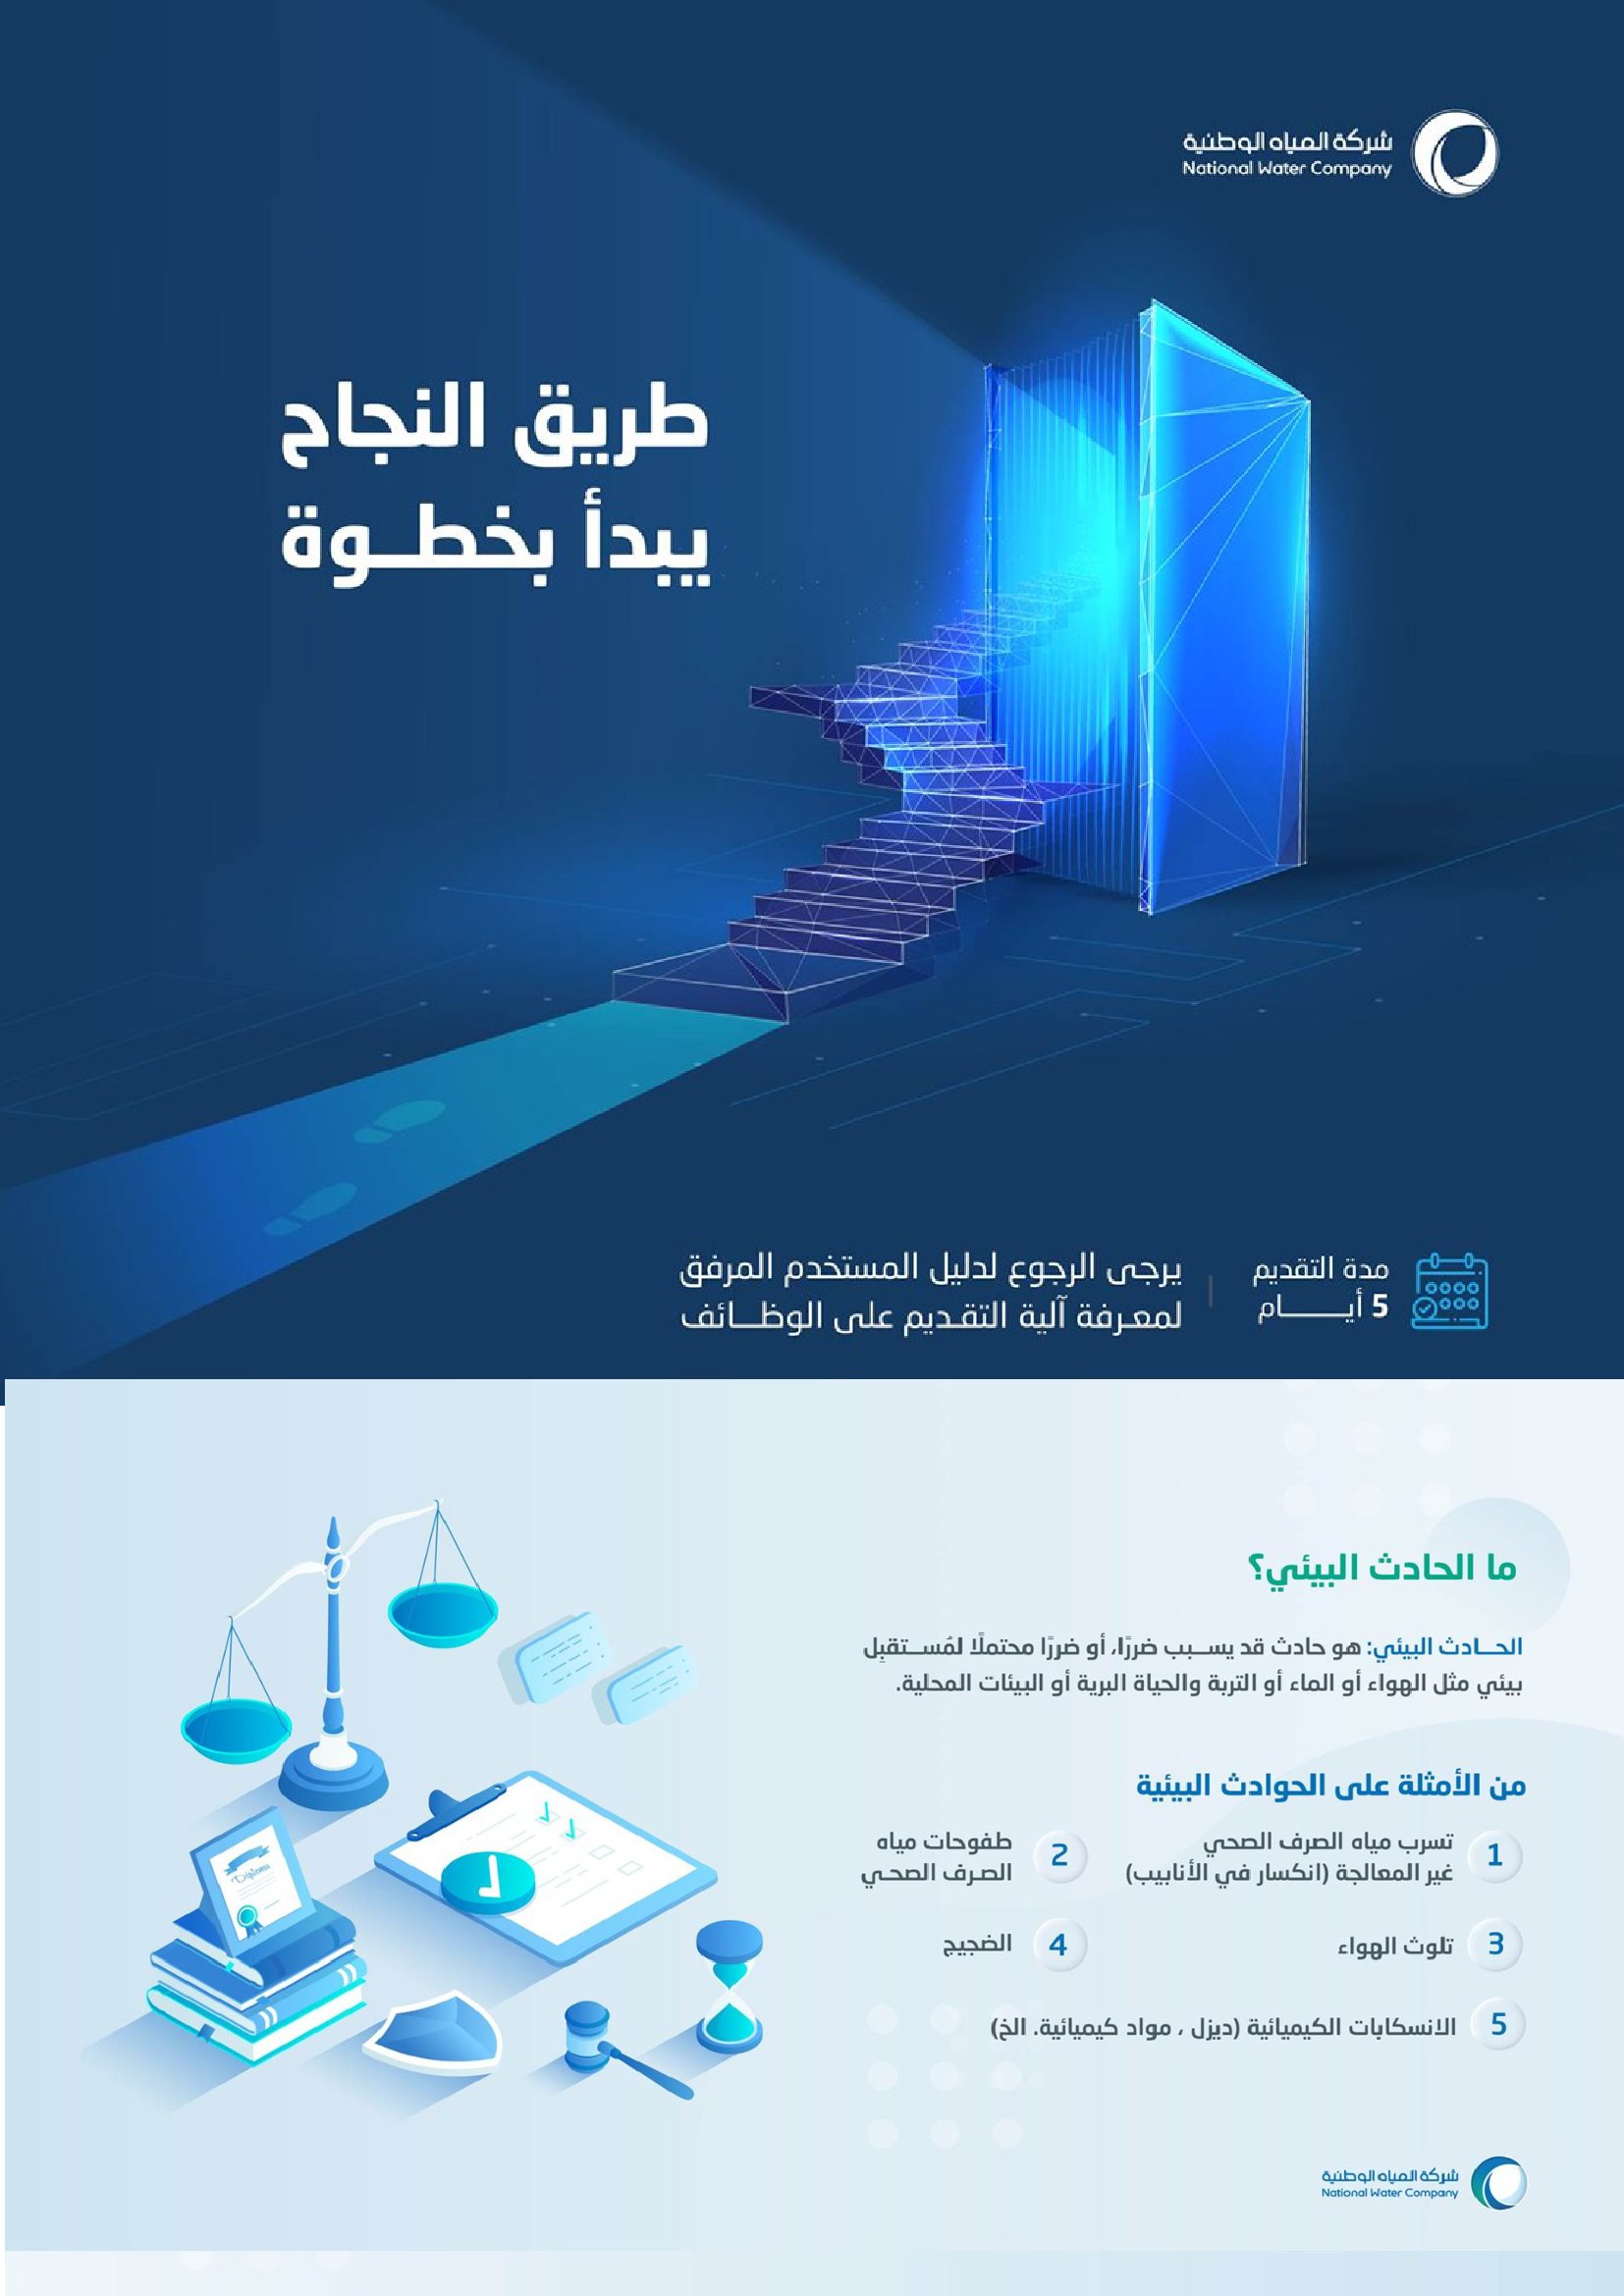 شركة المياه الوطنية
National Water Company
طريق النجاح
يبدأ بخطـوة
مدة التقديم
5 أيـــــام
يرجى الرجوع لدليل المستخدم المرفق
لمعرفة آلية التقديم على الوظـائف
ما الحادث البيئي؟
الحــادث البيئي: هو حادث قد يســبب ضررًا، أو ضررًا محتملًا لمُســتقبِل
بيئي مثل الهواء أو الماء أو التربة والحياة البرية أو البيئات المحلية.
من الأمثلة على الحوادث البيئية
1 تسرب مياه الصرف الصحي
غير المعالجة (انكسار في الأنابيب)
2 طفوحات مياه
الصرف الصحي
3 تلوث الهواء
4 الضجيج
5 الانسكابات الكيميائية (ديزل ، مواد كيميائية. الخ)
Diploma
شركة المياه الوطنية
National Water Company